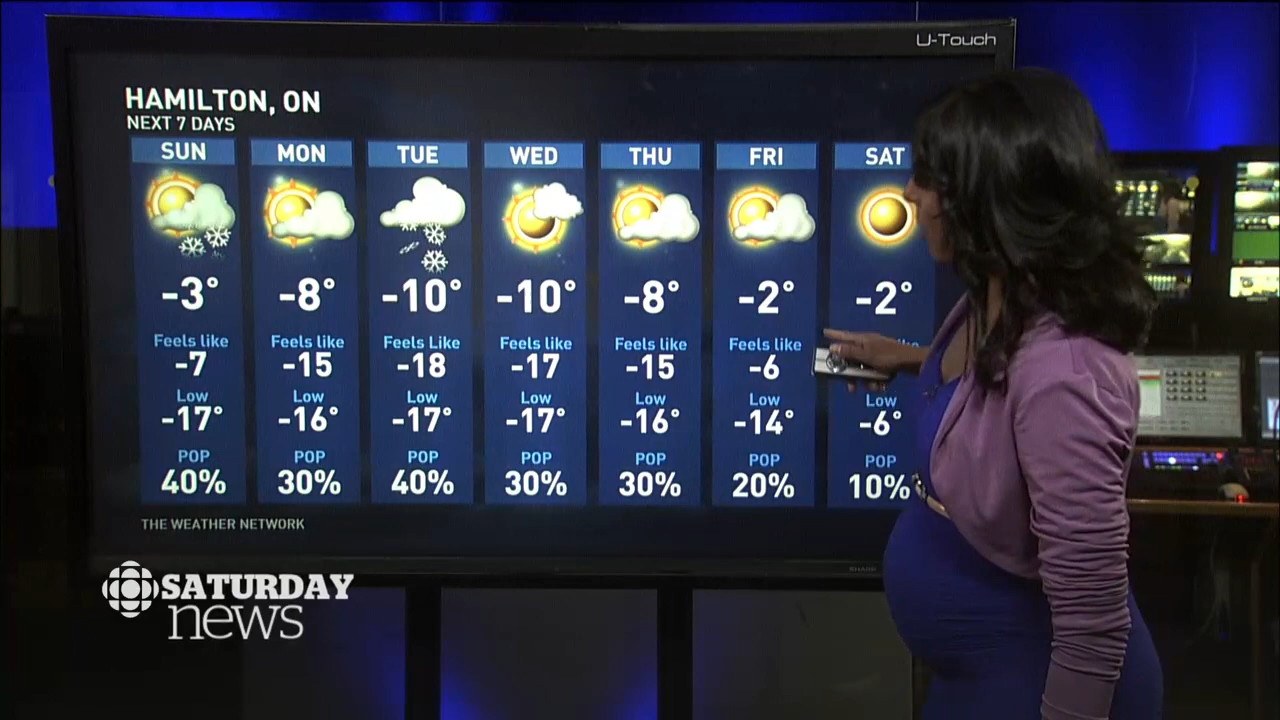 U-Touch
HAMILTON, ON
NEXT 7 DAYS
SUN MON TUE WED THU FRI SAT
-3° -8° -10° -10° -8° -2° -2°
Feels like Feels like Feels Like Feels like Feels like Feels like like
-7 -15 -18 -17 -15 -6
Low Low Low Low Low Low Low
-17° -16° -17° -17° -16° -14° -6°
POP POP POP POP POP POP POP
40% 30% 40% 30% 30% 20% 10%
THE WEATHER NETWORK
SHARP
SATURDAY
news